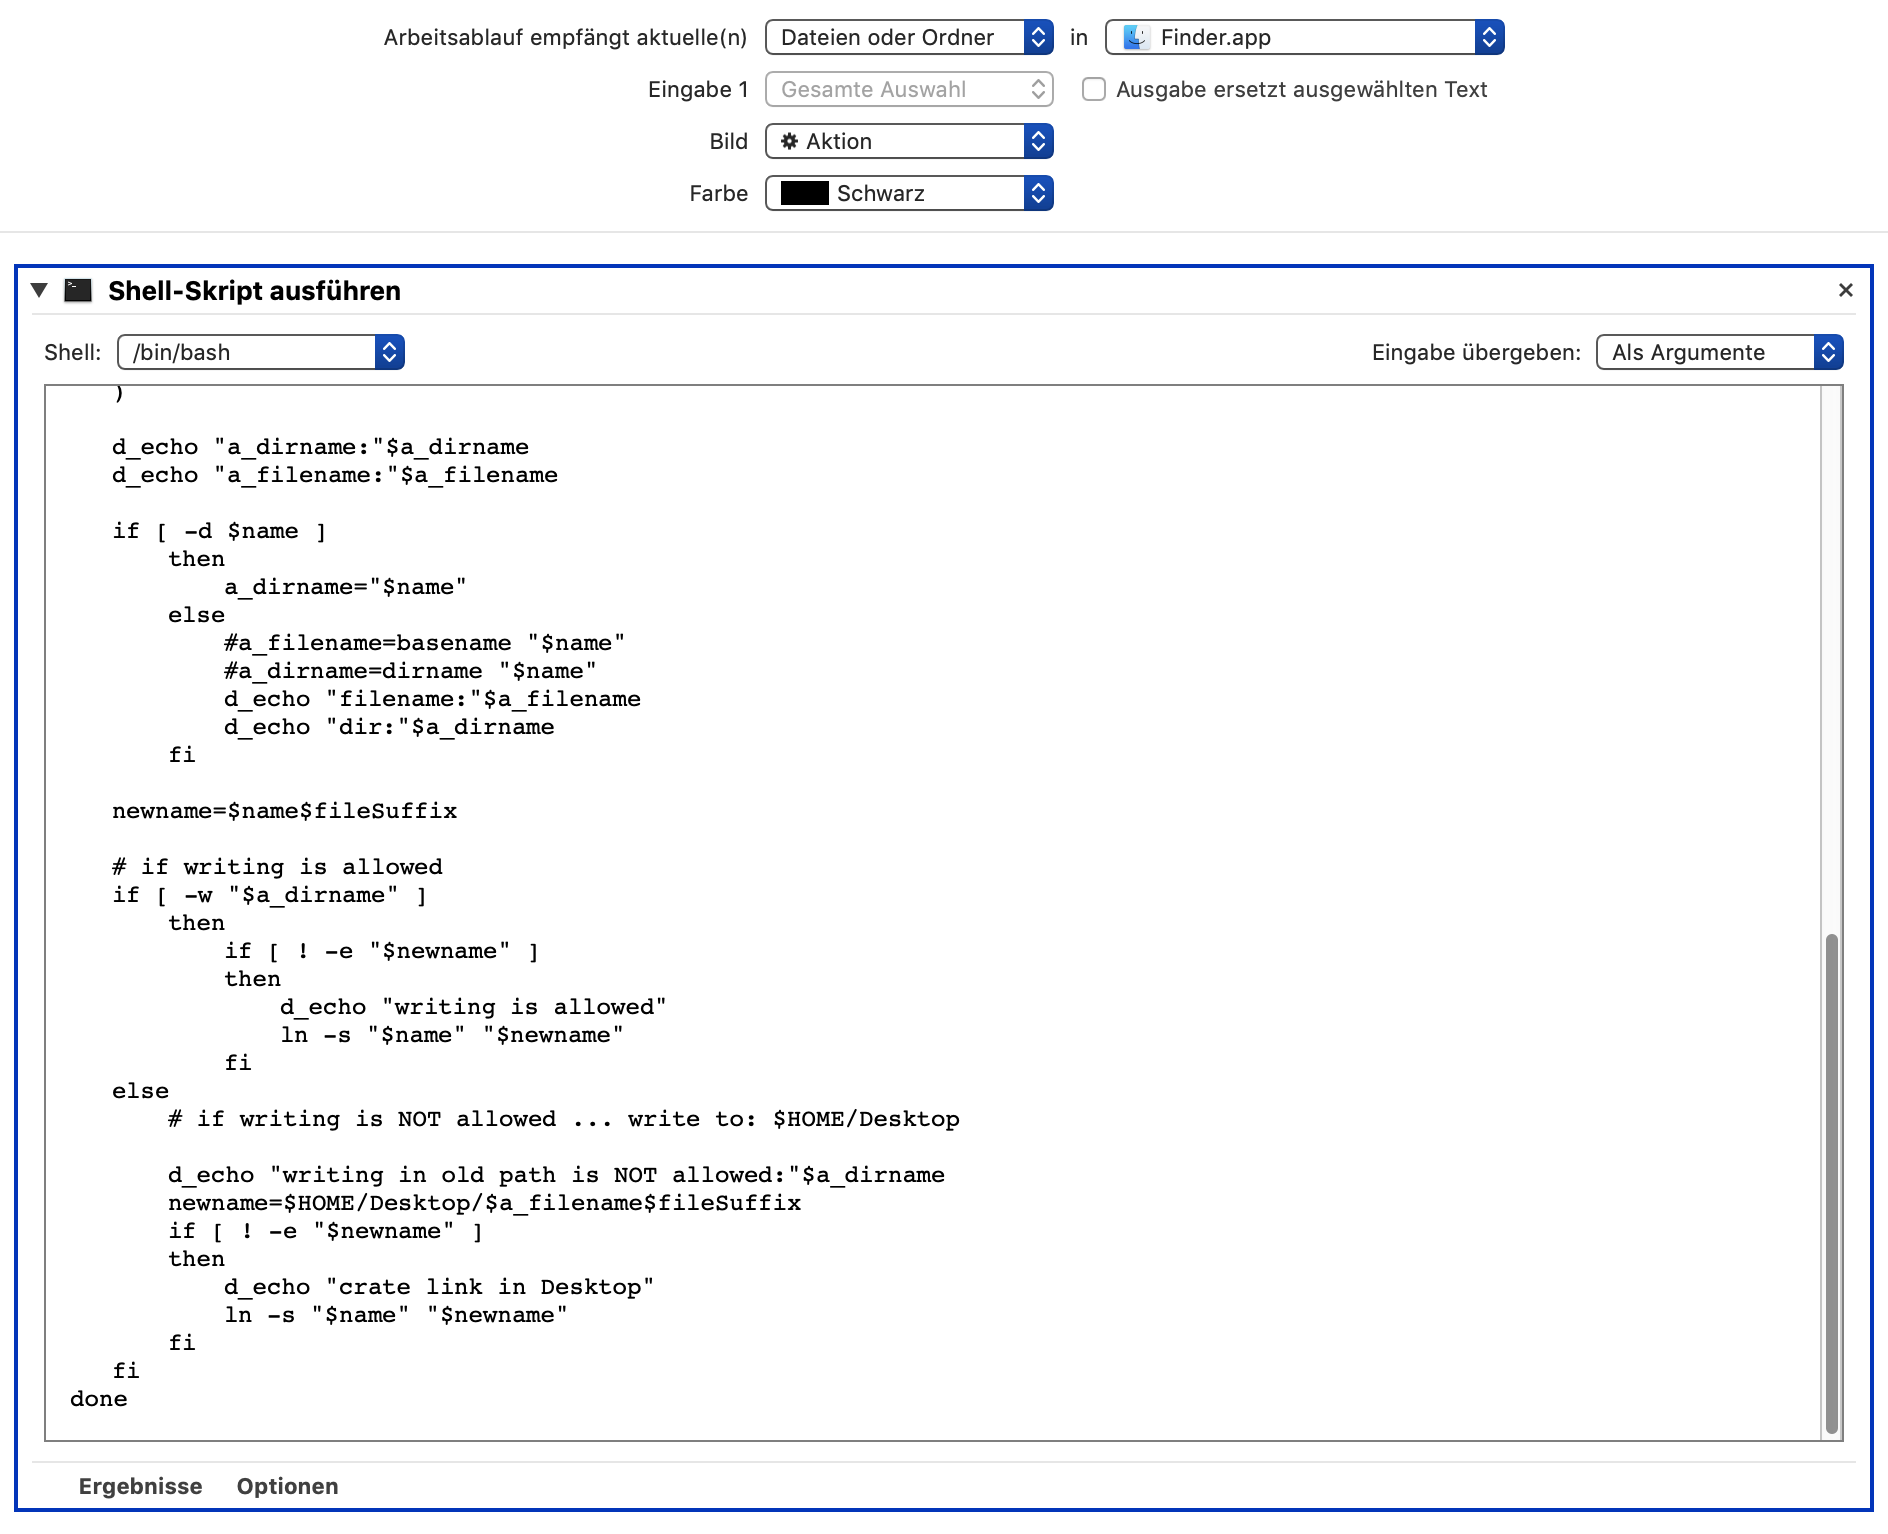 Arbeitsablauf empfängt aktuelle(n) Dateien oder Ordner in Finder.app
Eingabe 1 Gesamte Auswahl Ausgabe ersetzt ausgewählten Text
Bild Aktion
Farbe Schwarz
Shell-Skript ausführen
Shell: /bin/bash Eingabe übergeben: Als Argumente
)
d_echo "a_dirname:"$a_dirname
d_echo "a_filename:"$a_filename
if [ -d $name ]
then
a_dirname="$name"
else
#a_filename=basename "$name"
#a_dirname=dirname "$name"
d_echo "filename:"$a_filename
d_echo "dir:"$a_dirname
fi
newname=$name$fileSuffix
# if writing is allowed
if [ -w "$a_dirname" ]
then
if [ ! -e "$newname" ]
then
d_echo "writing is allowed"
ln -s "$name" "$newname"
fi
else
# if writing is NOT allowed ... write to: $HOME/Desktop
d_echo "writing in old path is NOT allowed:"$a_dirname
newname=$HOME/Desktop/$a_filename$fileSuffix
if [ ! -e "$newname" ]
then
d_echo "crate link in Desktop"
ln -s "$name" "$newname"
fi
fi
done
Ergebnisse Optionen